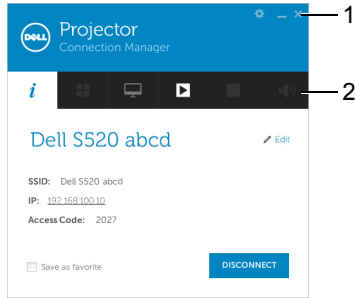 DELL
Projector
Connection Manager
1
i
2
Dell S520 abcd
Edit
SSID: Dell S520 abcd
IP: 192.168.100.10
Access Code: 2027
Save as favorite
DISCONNECT